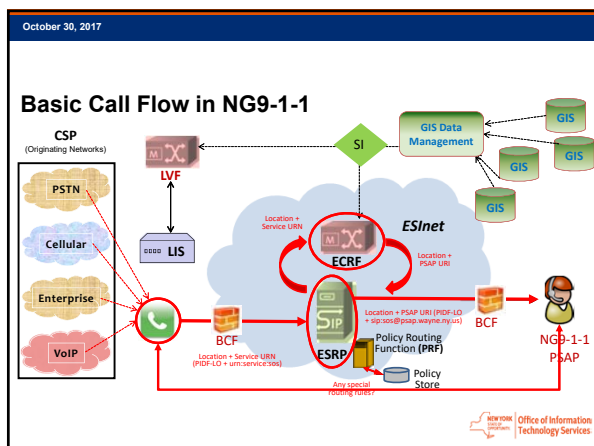 October 30, 2017
Basic Call Flow in NG9-1-1
CSP
(Originating Networks)
PSTN
Cellular
Enterprise
VoIP
M
LVF
LIS
SI
GIS Data
Management
GIS
GIS
GIS
GIS
ESInet
Location +
Service URN
M
ECRF
Location +
PSAP URI
BCF
Location + Service URN
(PIDF-LO + urn:service:sos)
SIP
ESRP
Location + PSAP URI (PIDF-LO
+ sip:sos@psap.wayne.ny.us)
BCF
Policy Routing
Function (PRF)
Policy
Store
Any special
routing rules?
NG9-1-1
PSAP
NEW YORK
STATE OF
OPPORTUNITY.
Office of Information
Technology Services